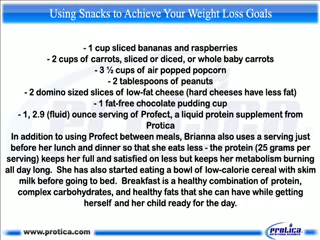 Using Snacks to Achieve Your Weight Loss Goals
- 1 cup sliced bananas and raspberries
- 2 cups of carrots, sliced or diced, or whole baby carrots
- 3 ½ cups of air popped popcorn
- 2 tablespoons of peanuts
- 2 domino sized slices of low-fat cheese (hard cheeses have less fat)
- 1 fat-free chocolate pudding cup
- 1, 2.9 (fluid) ounce serving of Profect, a liquid protein supplement from
Protica
In addition to using Profect between meals, Brianna also uses a serving just
before her lunch and dinner so that she eats less - the protein (25 grams per
serving) keeps her full and satisfied on less but keeps her metabolism burning
all day long.  She has also started eating a bowl of low-calorie cereal with skim
milk before going to bed.  Breakfast is a healthy combination of protein,
complex carbohydrates, and healthy fats that she can have while getting
herself and her child ready for the day.
www.protica.com
protica